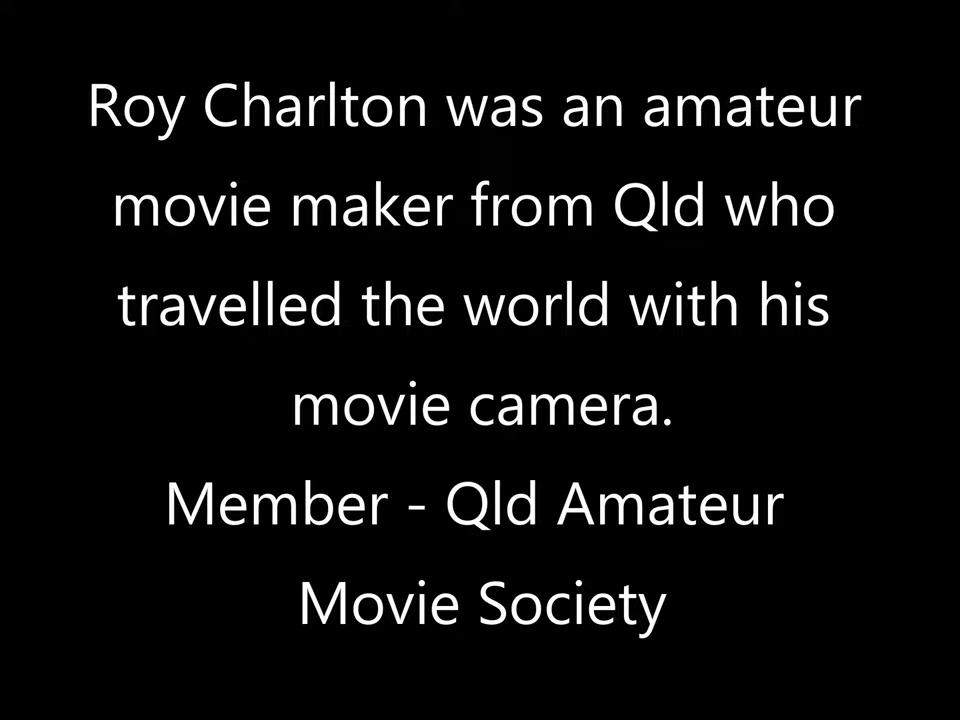 Roy Charlton was an amateur
movie maker from Qld who
travelled the world with his
movie camera.
Member - Qld Amateur
Movie Society